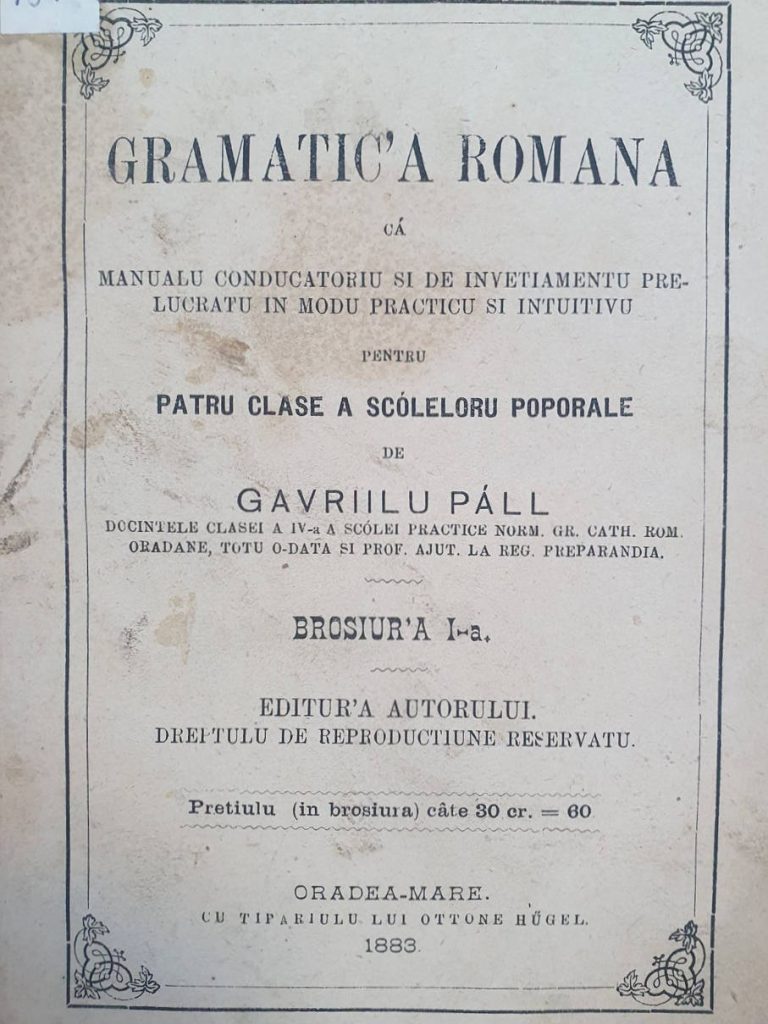 GRAMATIC'A ROMANA
CÁ
MANUALU CONDUCATORIU SI DE INVETIAMENTU PRE-
LUCRATU IN MODU PRACTICU SI INTUITIVU
PENTRU
PATRU CLASE A SCÓLELORU POPORALE
DE
GAVRIILU PÁLL
DOCINTELE CLASEI A IV-a A SCÓLEI PRACTICE NORM. GR. CATH. ROM.
ORADANE, TOTU O-DATA SI PROF. AJUT. LA REG. PREPARANDIA.
BROSIUR'A I-a.
EDITUR'A AUTORULUI.
DREPTULU DE REPRODUCTIUNE RESERVATU.
Pretiulu (in brosiura) câte 30 cr. = 60
ORADEA-MARE.
CU TIPARIULU LUI OTTONE HŰGEL.
1883.